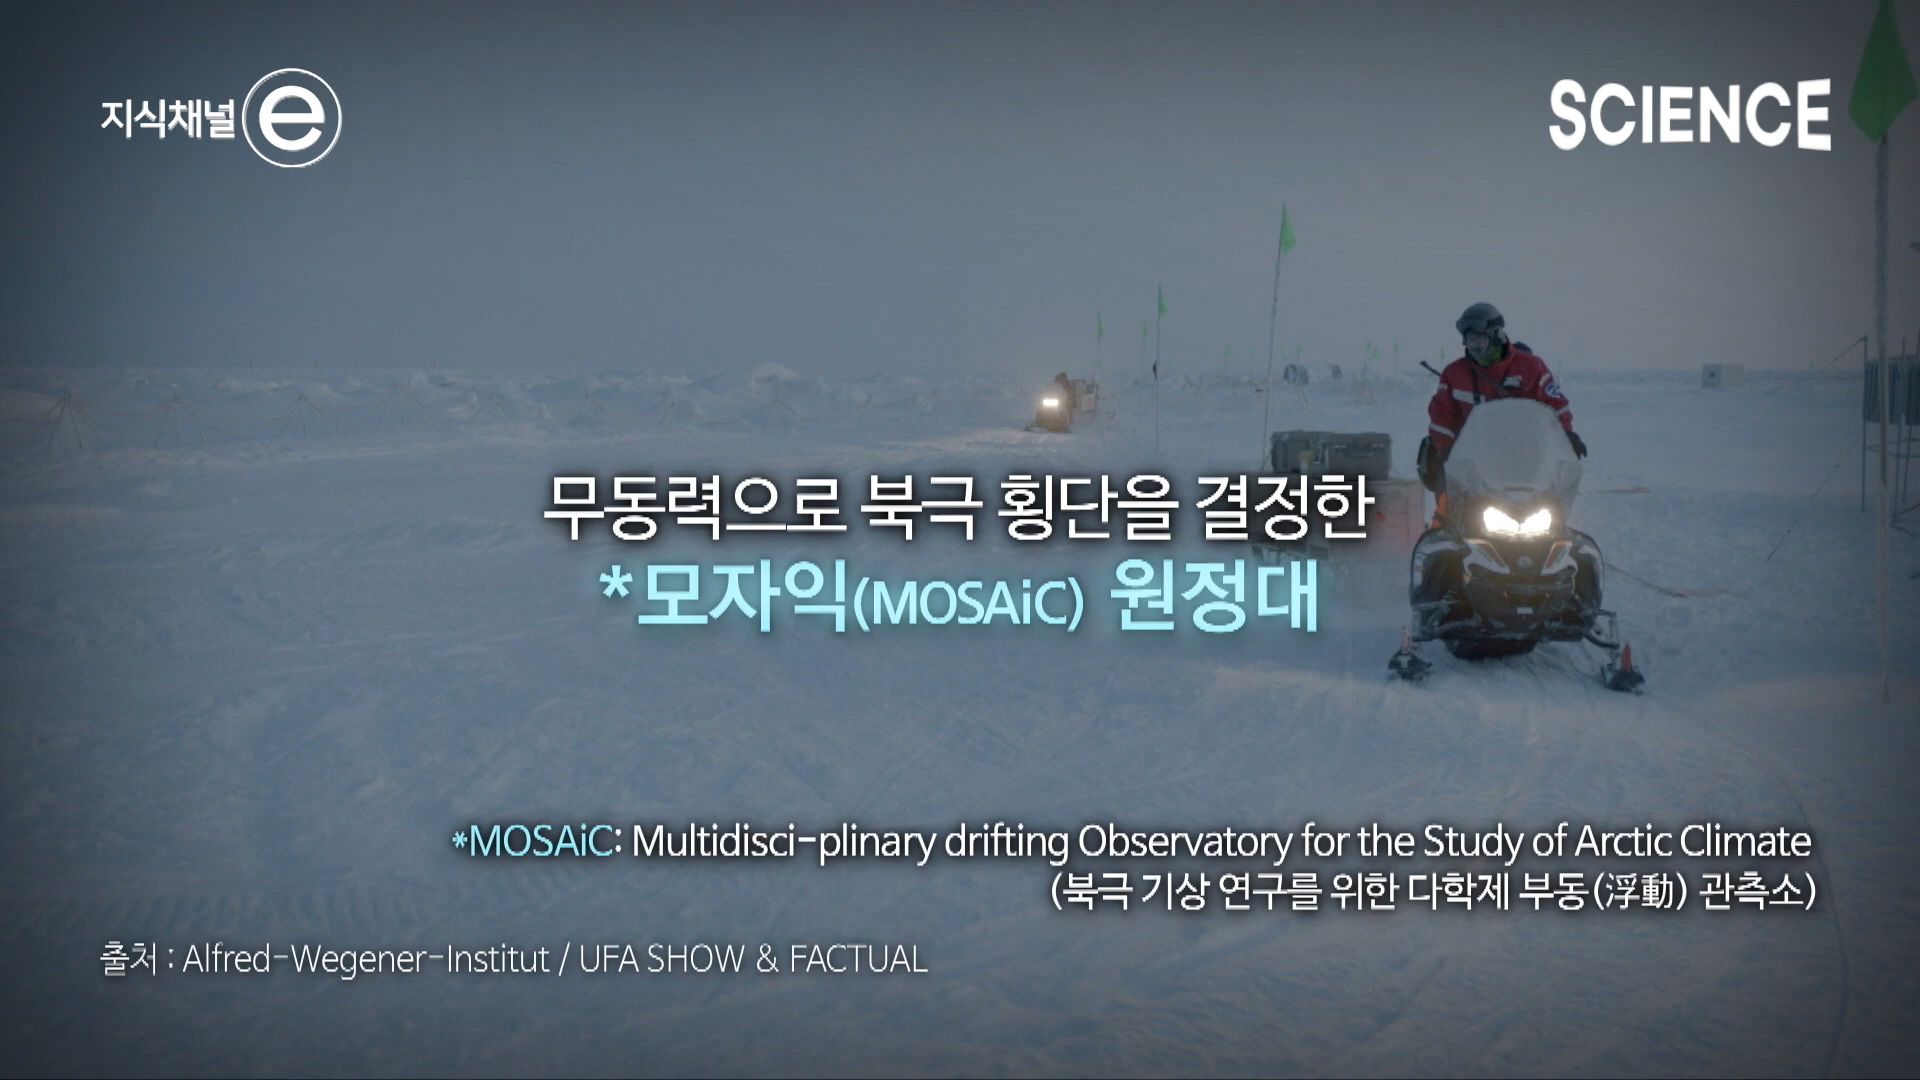 지식채널 e
SCIENCE
무동력으로 북극 횡단을 결정한
*모자익(MOSAiC) 원정대
*MOSAiC: Multidisci-plinary drifting Observatory for the Study of Arctic Climate
(북극 기상 연구를 위한 다학제 부동(浮動) 관측소)
출처 : Alfred-Wegener-Institut / UFA SHOW & FACTUAL